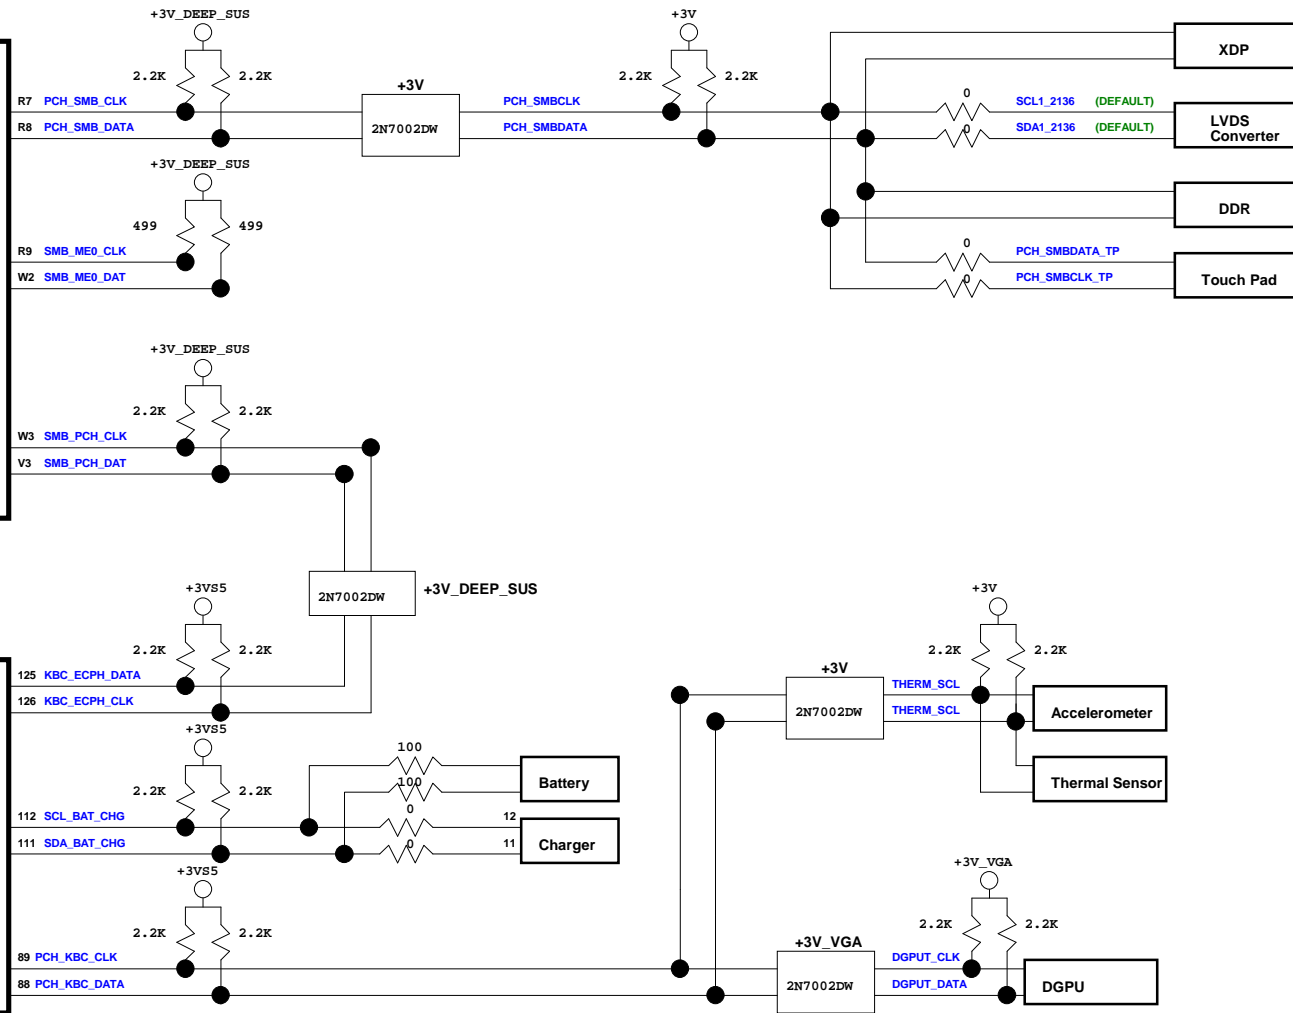 +3V_DEEP_SUS
+3V
XDP
2.2K
2.2K
2.2K
2.2K
+3V
R7 PCH_SMB_CLK
PCH_SMBCLK
0
SCL1_2136 (DEFAULT)
LVDS
Converter
R8 PCH_SMB_DATA
2N7002DW
PCH_SMBDATA
0
SDA1_2136 (DEFAULT)
+3V_DEEP_SUS
DDR
499
499
R9 SMB_ME0_CLK
0
PCH_SMBDATA_TP
W2 SMB_ME0_DAT
0
PCH_SMBCLK_TP
Touch Pad
+3V_DEEP_SUS
2.2K
2.2K
W3 SMB_PCH_CLK
V3 SMB_PCH_DAT
+3VS5
2N7002DW
+3V_DEEP_SUS
+3V
2.2K
2.2K
2.2K
2.2K
125 KBC_ECPH_DATA
+3V
THERM_SCL
126 KBC_ECPH_CLK
2N7002DW
THERM_SCL
Accelerometer
+3VS5
100
Battery
Thermal Sensor
2.2K
2.2K
100
112 SCL_BAT_CHG
0
12
111 SDA_BAT_CHG
0
11
Charger
+3VS5
+3V_VGA
2.2K
2.2K
2.2K
2.2K
+3V_VGA
89 PCH_KBC_CLK
DGPUT_CLK
88 PCH_KBC_DATA
2N7002DW
DGPUT_DATA
DGPU